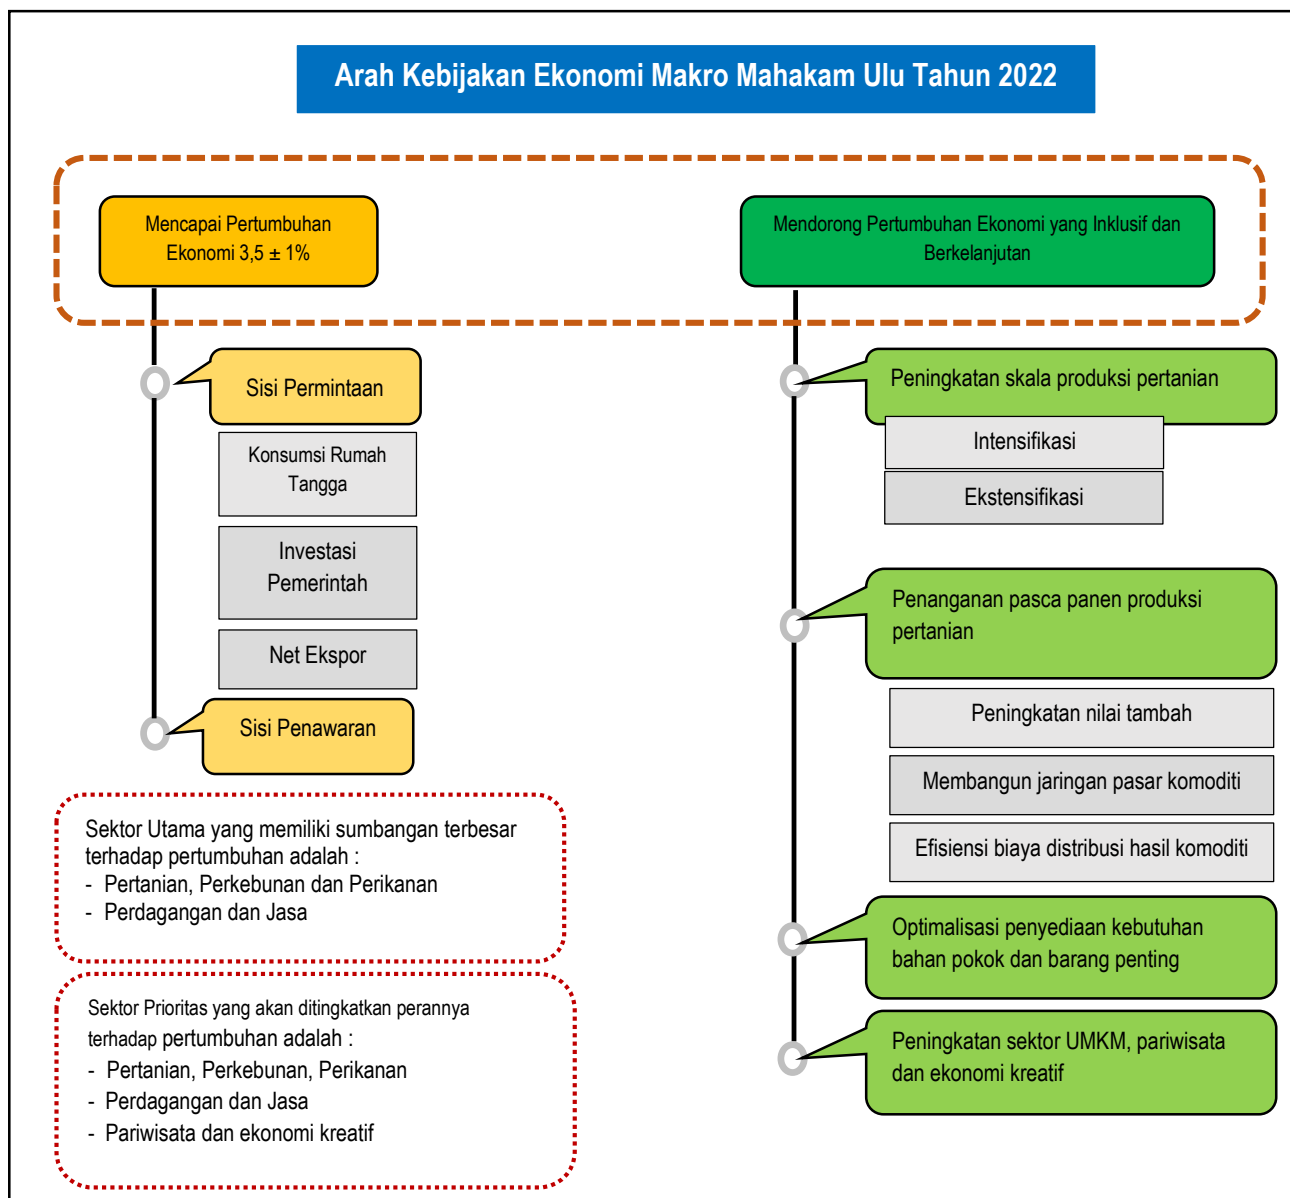 Arah Kebijakan Ekonomi Makro Mahakam Ulu Tahun 2022
Mencapai Pertumbuhan
Ekonomi 3,5 ± 1%
Sisi Permintaan
Konsumsi Rumah
Tangga
Investasi
Pemerintah
Net Ekspor
Sisi Penawaran
Sektor Utama yang memiliki sumbangan terbesar
terhadap pertumbuhan adalah :
- Pertanian, Perkebunan dan Perikanan
- Perdagangan dan Jasa
Sektor Prioritas yang akan ditingkatkan perannya
terhadap pertumbuhan adalah :
- Pertanian, Perkebunan, Perikanan
- Perdagangan dan Jasa
- Pariwisata dan ekonomi kreatif
Mendorong Pertumbuhan Ekonomi yang Inklusif dan
Berkelanjutan
Peningkatan skala produksi pertanian
Intensifikasi
Ekstensifikasi
Penanganan pasca panen produksi
pertanian
Peningkatan nilai tambah
Membangun jaringan pasar komoditi
Efisiensi biaya distribusi hasil komoditi
Optimalisasi penyediaan kebutuhan
bahan pokok dan barang penting
Peningkatan sektor UMKM, pariwisata
dan ekonomi kreatif